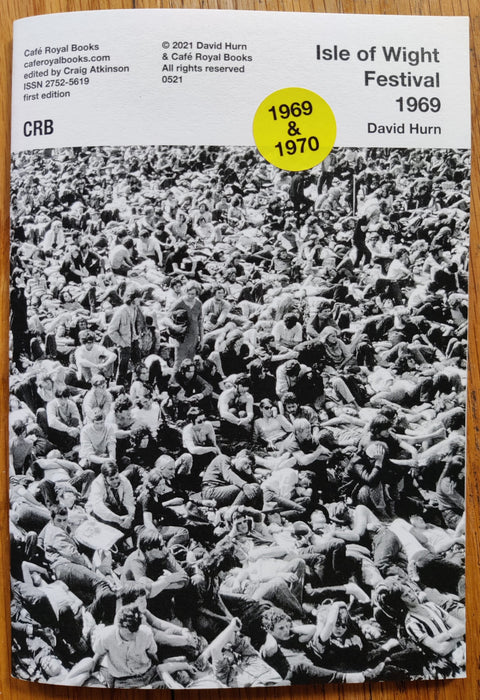 Café Royal Books
caferoyalbooks.com
edited by Craig Atkinson
ISSN 2752-5619
first edition
CRB
© 2021 David Hurn
& Café Royal Books
All rights reserved
0521
Isle of Wight
Festival
1969
David Hurn
1969
&
1970